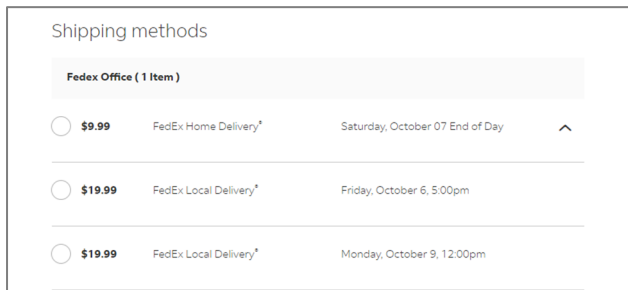 Shipping methods
Fedex Office ( 1 Item )
$9.99 FedEx Home Delivery® Saturday, October 07 End of Day
$19.99 FedEx Local Delivery® Friday, October 6, 5:00pm
$19.99 FedEx Local Delivery® Monday, October 9, 12:00pm